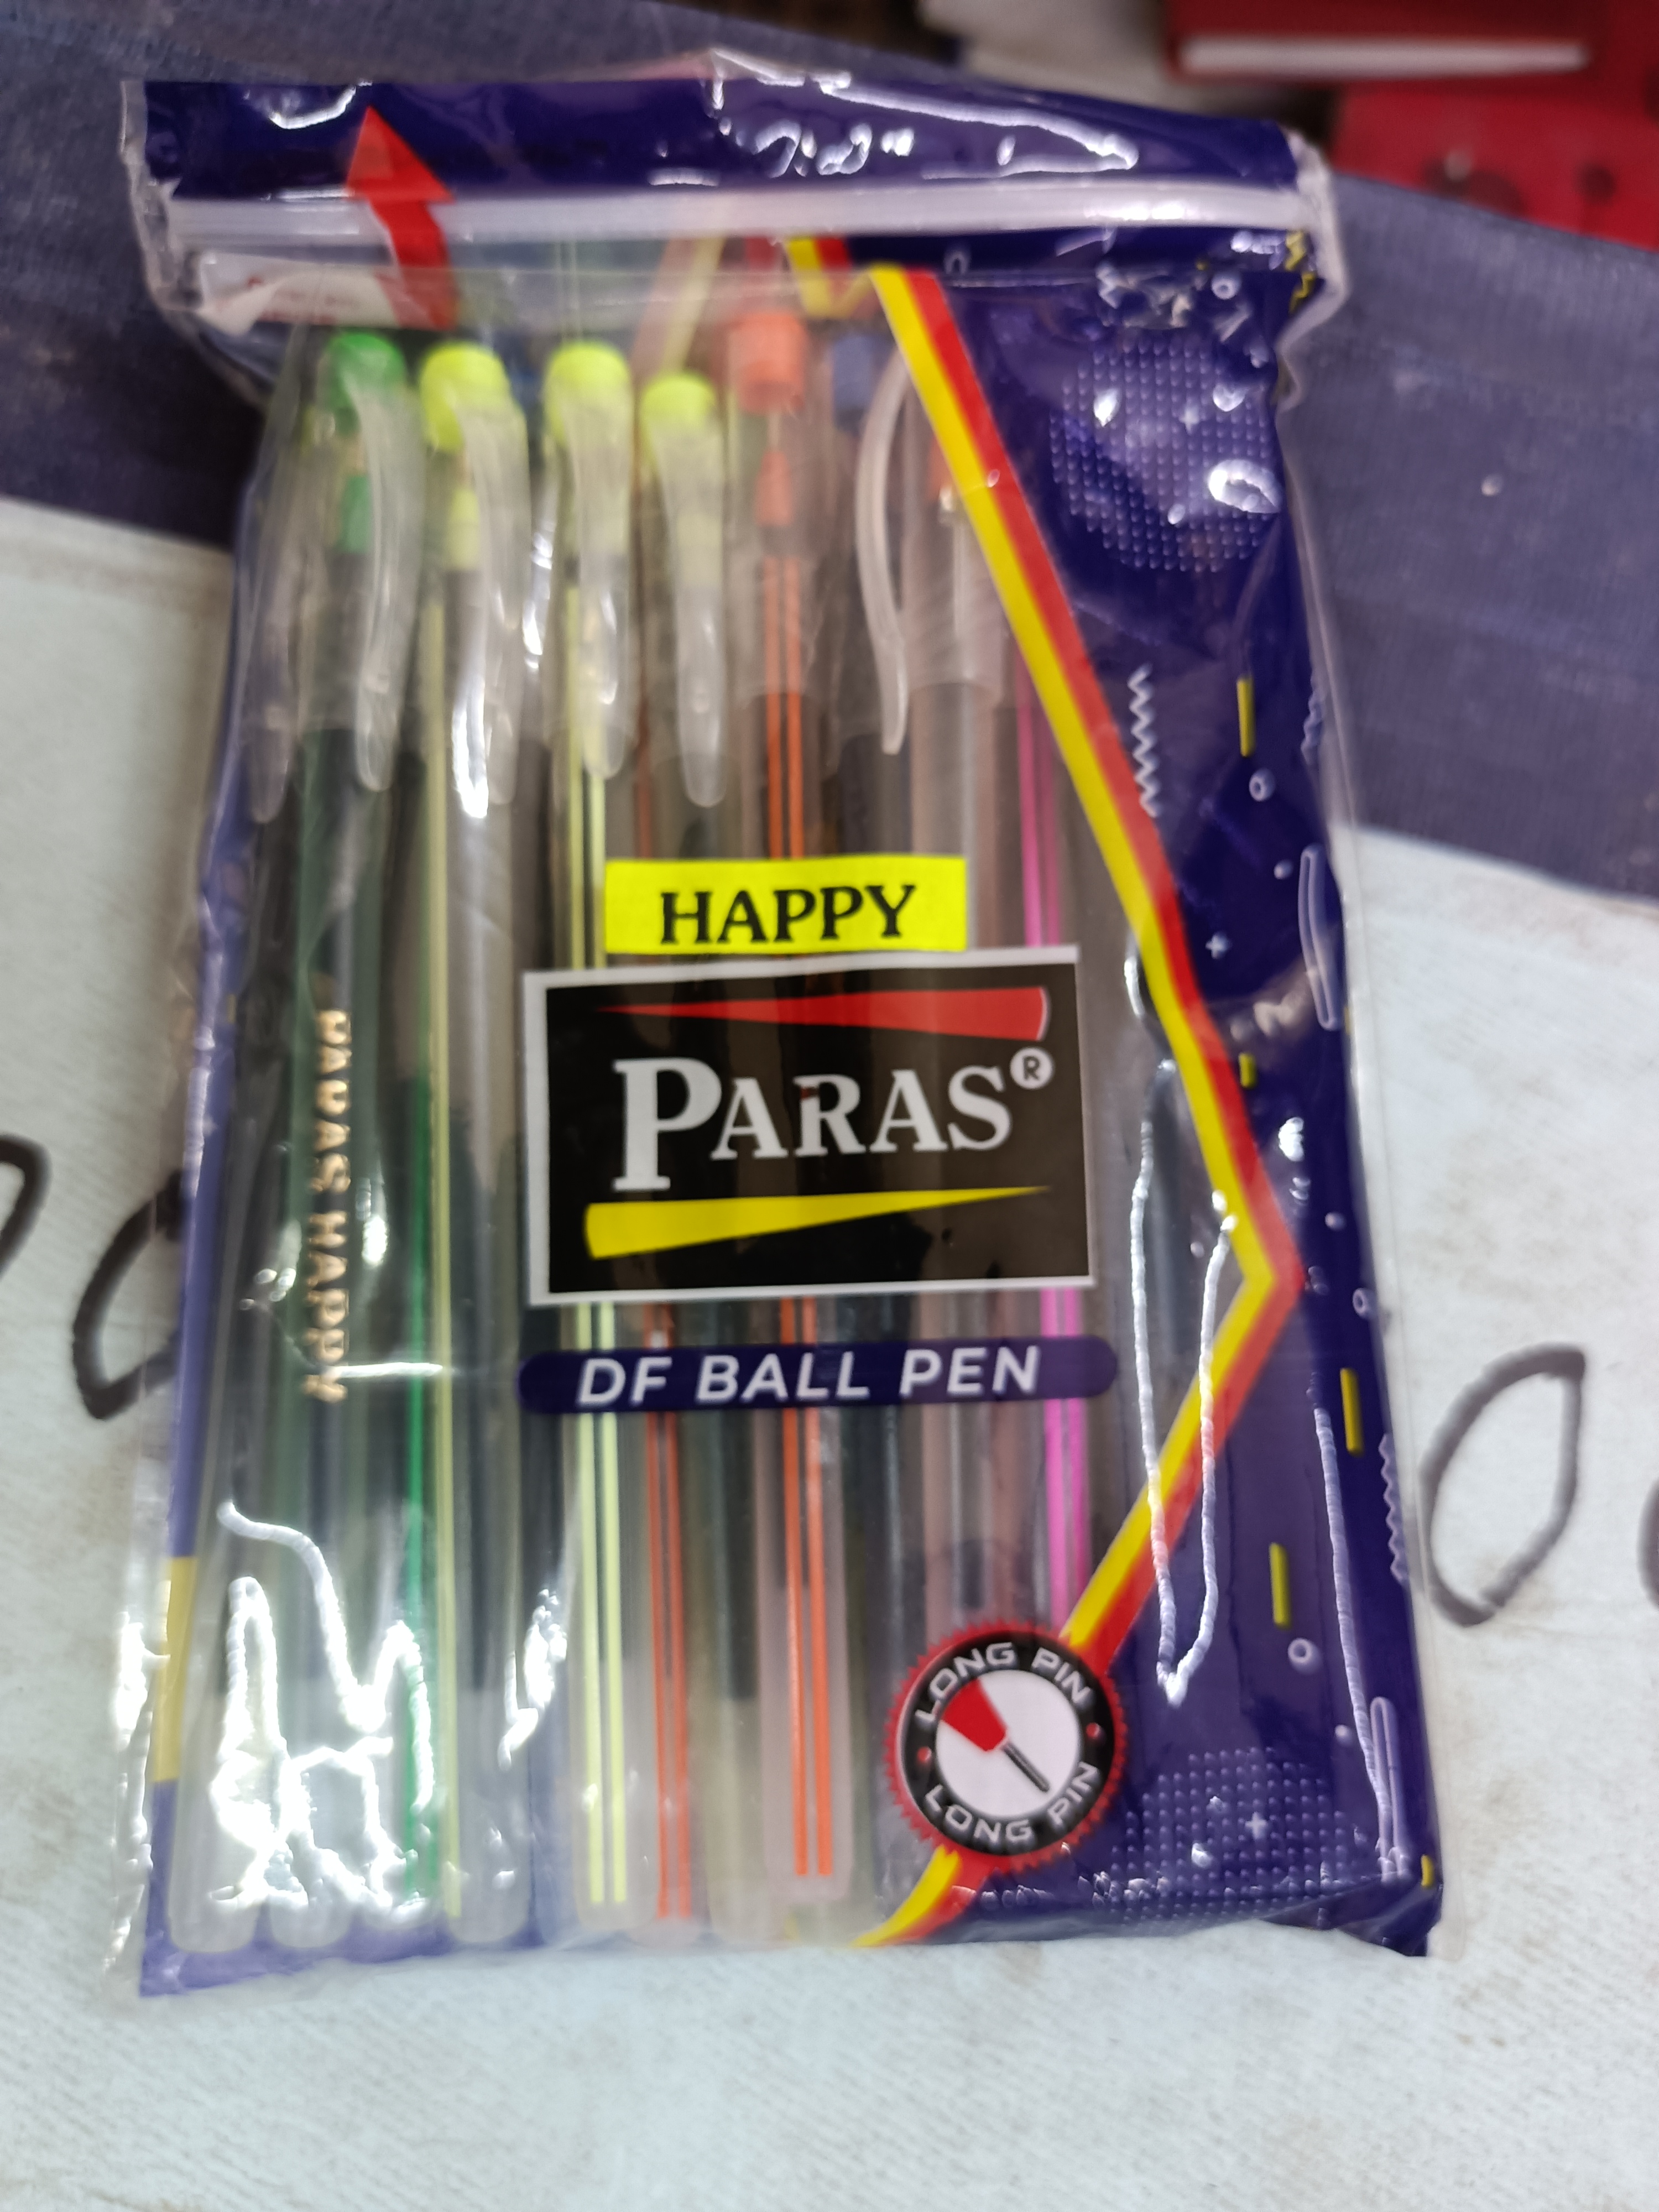 HAPPY
PARAS®
DF BALL PEN
PARAS HAPPY
LONG PIN
LONG PIN